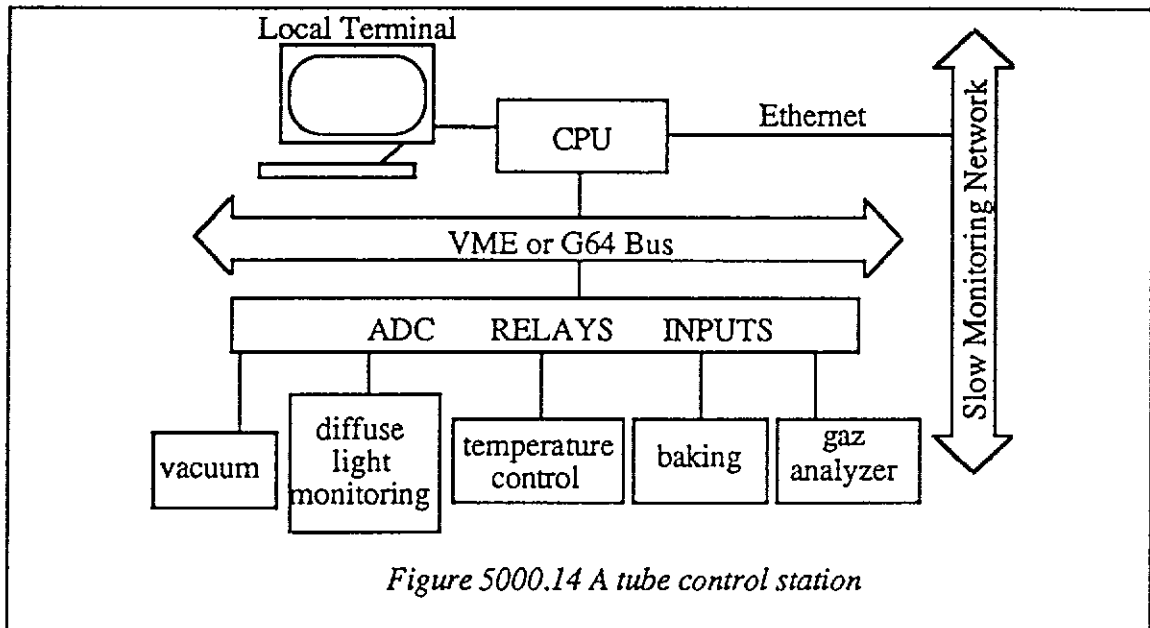 Local Terminal
CPU
Ethernet
Slow Monitoring Network
VME or G64 Bus
ADC RELAYS INPUTS
vacuum
diffuse
light
monitoring
temperature
control
baking
gaz
analyzer
Figure 5000.14 A tube control station